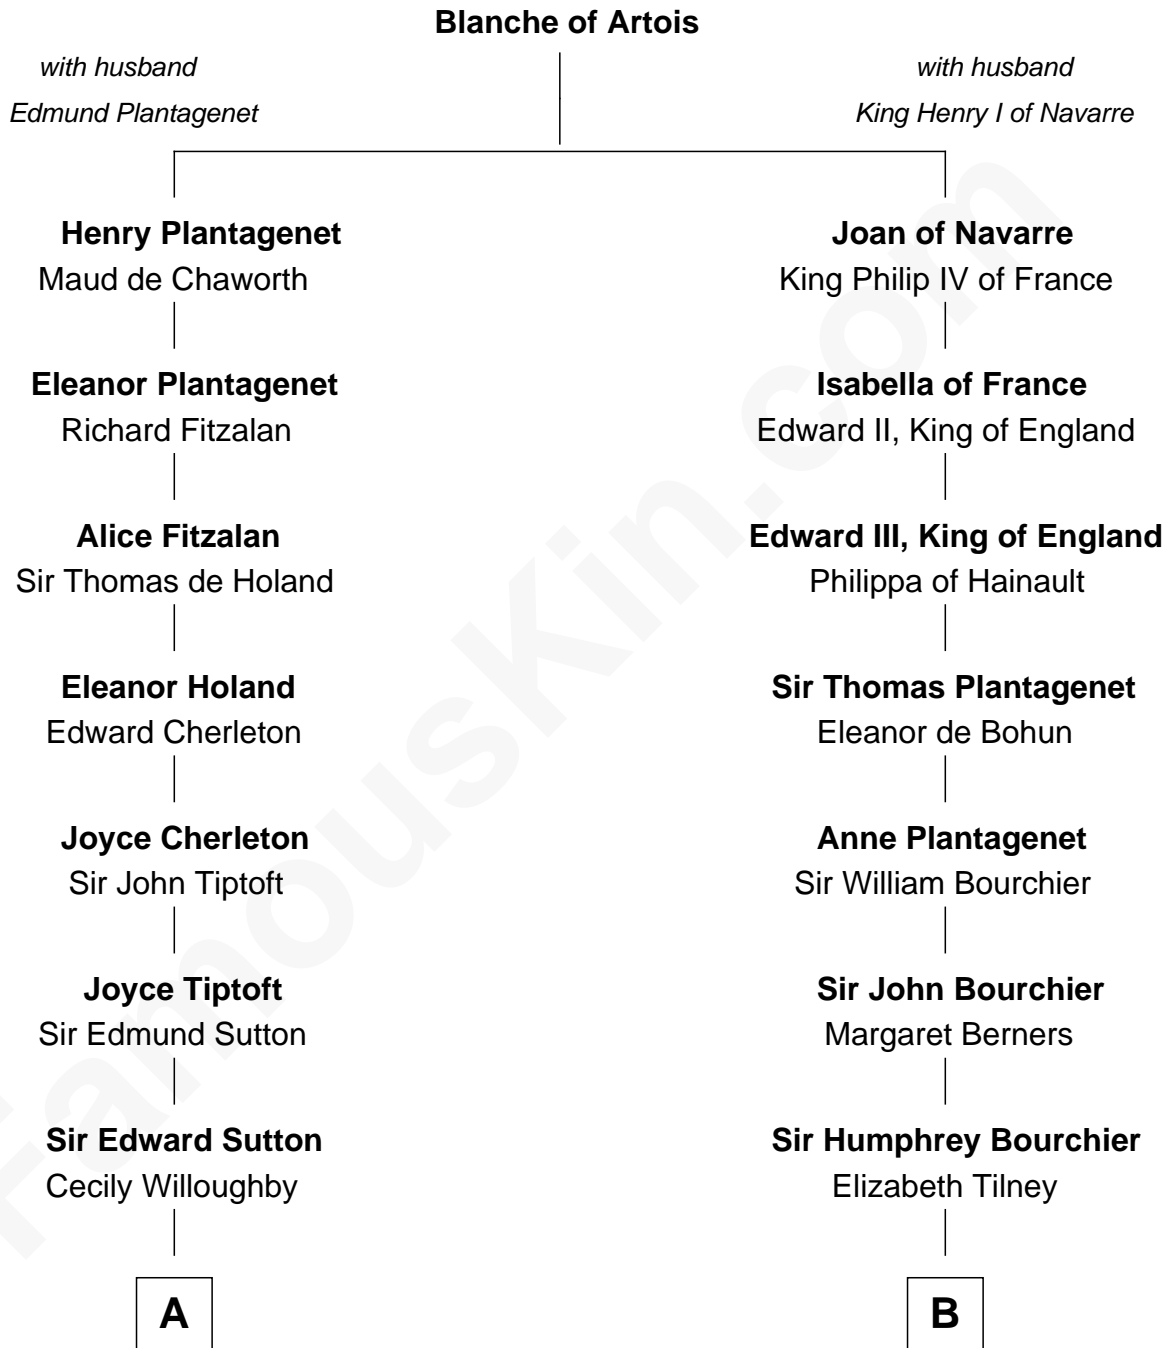 Blanche of Artois
with husband
Edmund Plantagenet
with husband
King Henry I of Navarre
Henry Plantagenet
Maud de Chaworth
Joan of Navarre
King Philip IV of France
Eleanor Plantagenet
Richard Fitzalan
Isabella of France
Edward II, King of England
Alice Fitzalan
Sir Thomas de Holand
Edward III, King of England
Philippa of Hainault
Eleanor Holand
Edward Cherleton
Sir Thomas Plantagenet
Eleanor de Bohun
Joyce Cherleton
Sir John Tiptoft
Anne Plantagenet
Sir William Bourchier
Joyce Tiptoft
Sir Edmund Sutton
Sir John Bourchier
Margaret Berners
Sir Edward Sutton
Cecily Willoughby
Sir Humphrey Bourchier
Elizabeth Tilney
A
B
FamousKin.com